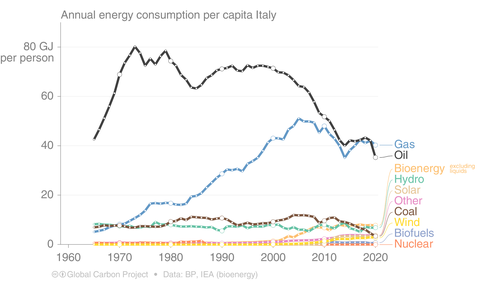 Annual energy consumption per capita Italy
80 GJ
per person
60
40
20
0
1960
1970
1980
1990
2000
2010
2020
Gas
Oil
Bioenergy excluding liquids
Hydro
Solar
Other
Coal
Wind
Biofuels
Nuclear
Global Carbon Project • Data: BP, IEA (bioenergy)